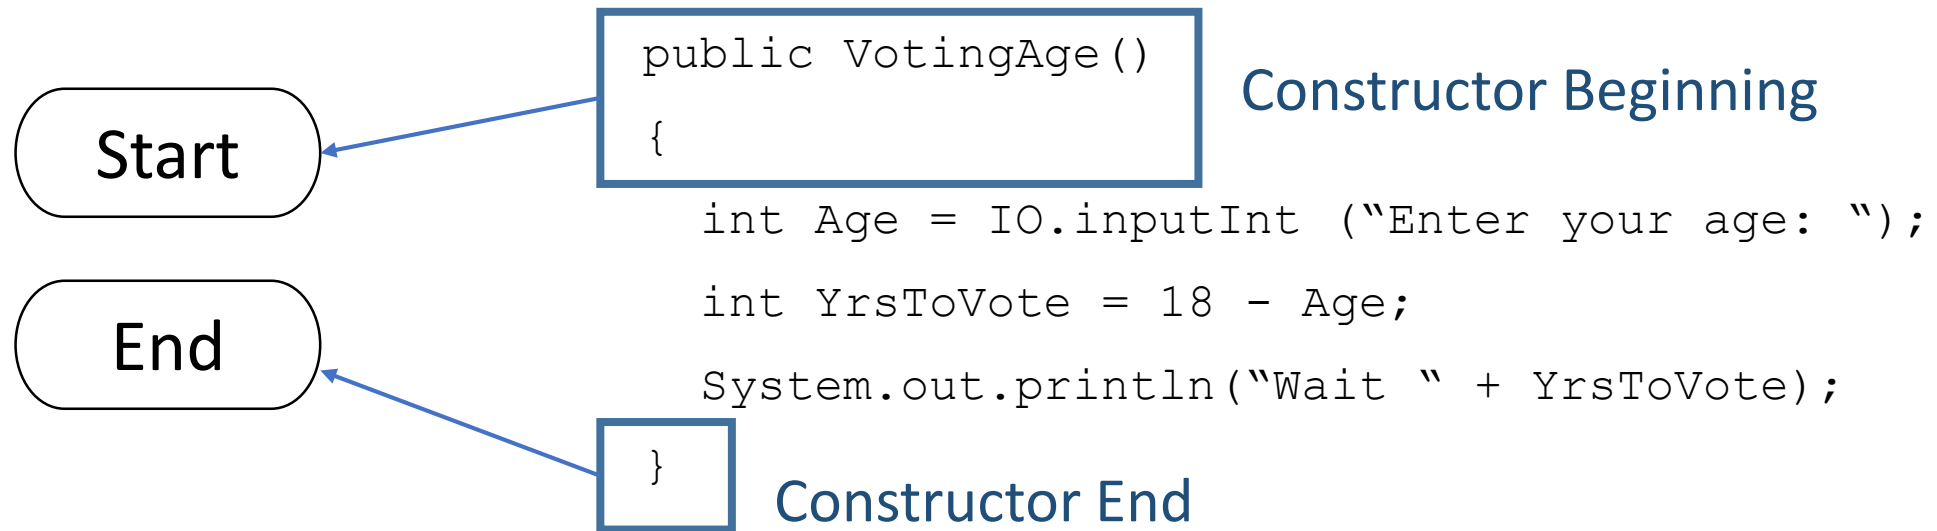 public VotingAge()
Constructor Beginning
{
Start
int Age = IO.inputInt (“Enter your age: “);
int YrsToVote = 18 - Age;
End
System.out.println(“Wait “ + YrsToVote);
}
Constructor End